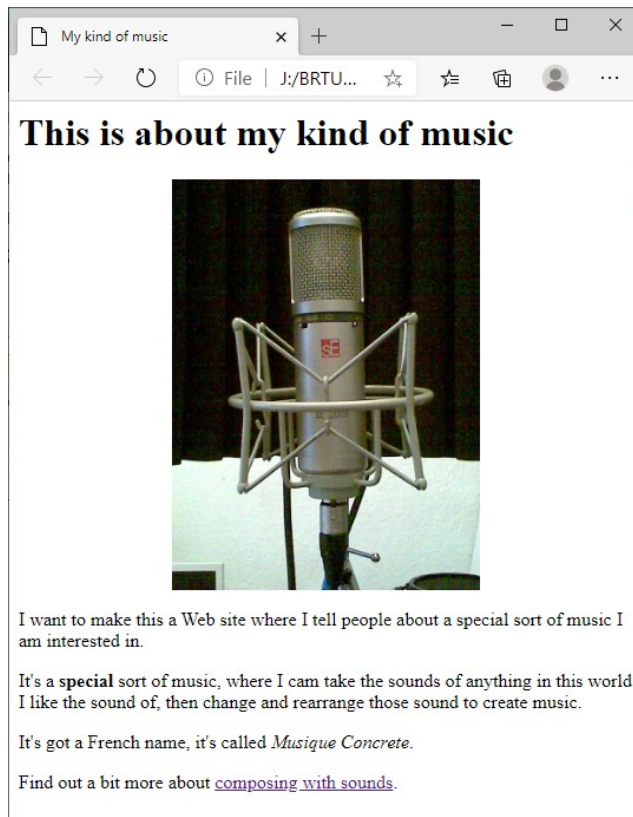 My kind of music
File | J:/BRTU...
This is about my kind of music
sE
I want to make this a Web site where I tell people about a special sort of music I
am interested in.
It's a special sort of music, where I cam take the sounds of anything in this world
I like the sound of, then change and rearrange those sound to create music.
It's got a French name, it's called Musique Concrete.
Find out a bit more about composing with sounds.